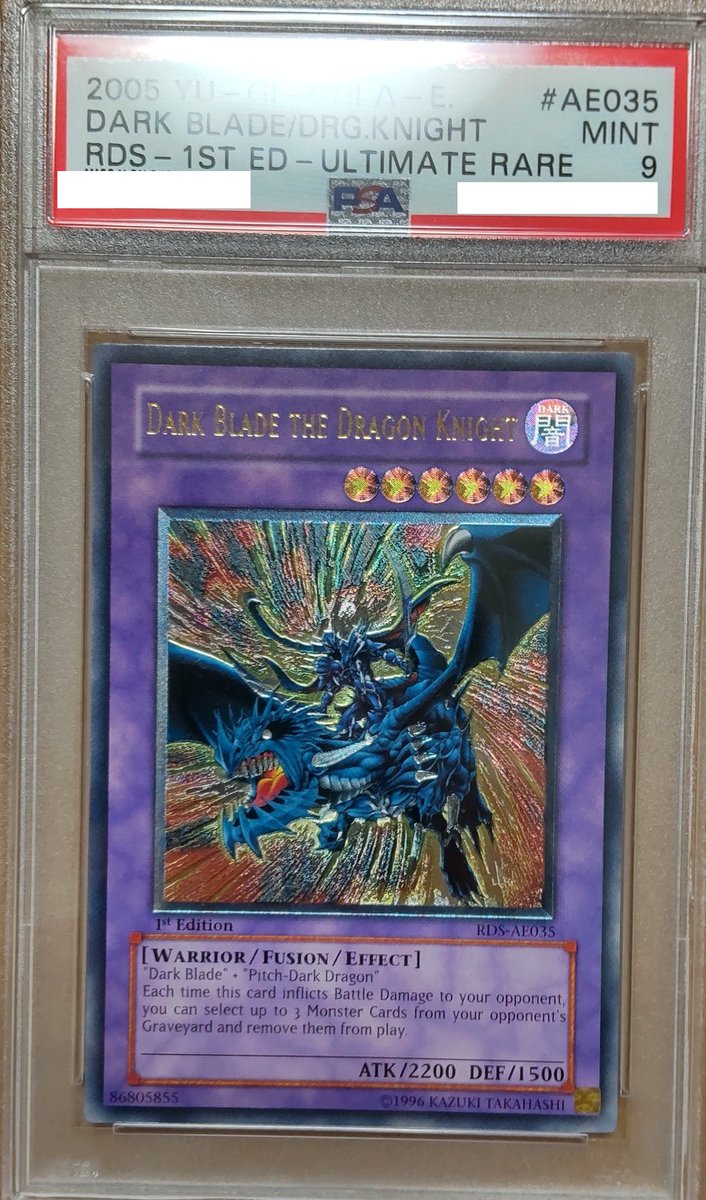 2005 YU-GI-OH! A.-E. #AE035
DARK BLADE/DRG.KNIGHT MINT
RDS-1ST ED-ULTIMATE RARE 9
PSA
DARK BLADE THE DRAGON KNIGHT
DARK
闇
1st Edition
RDS-AE035
[WARRIOR/FUSION/EFFECT]
"Dark Blade" + "Pitch-Dark Dragon"
Each time this card inflicts Battle Damage to your opponent,
you can select up to 3 Monster Cards from your opponent's
Graveyard and remove them from play.
ATK/2200 DEF/1500
86805855
©1996 KAZUKI TAKAHASHI